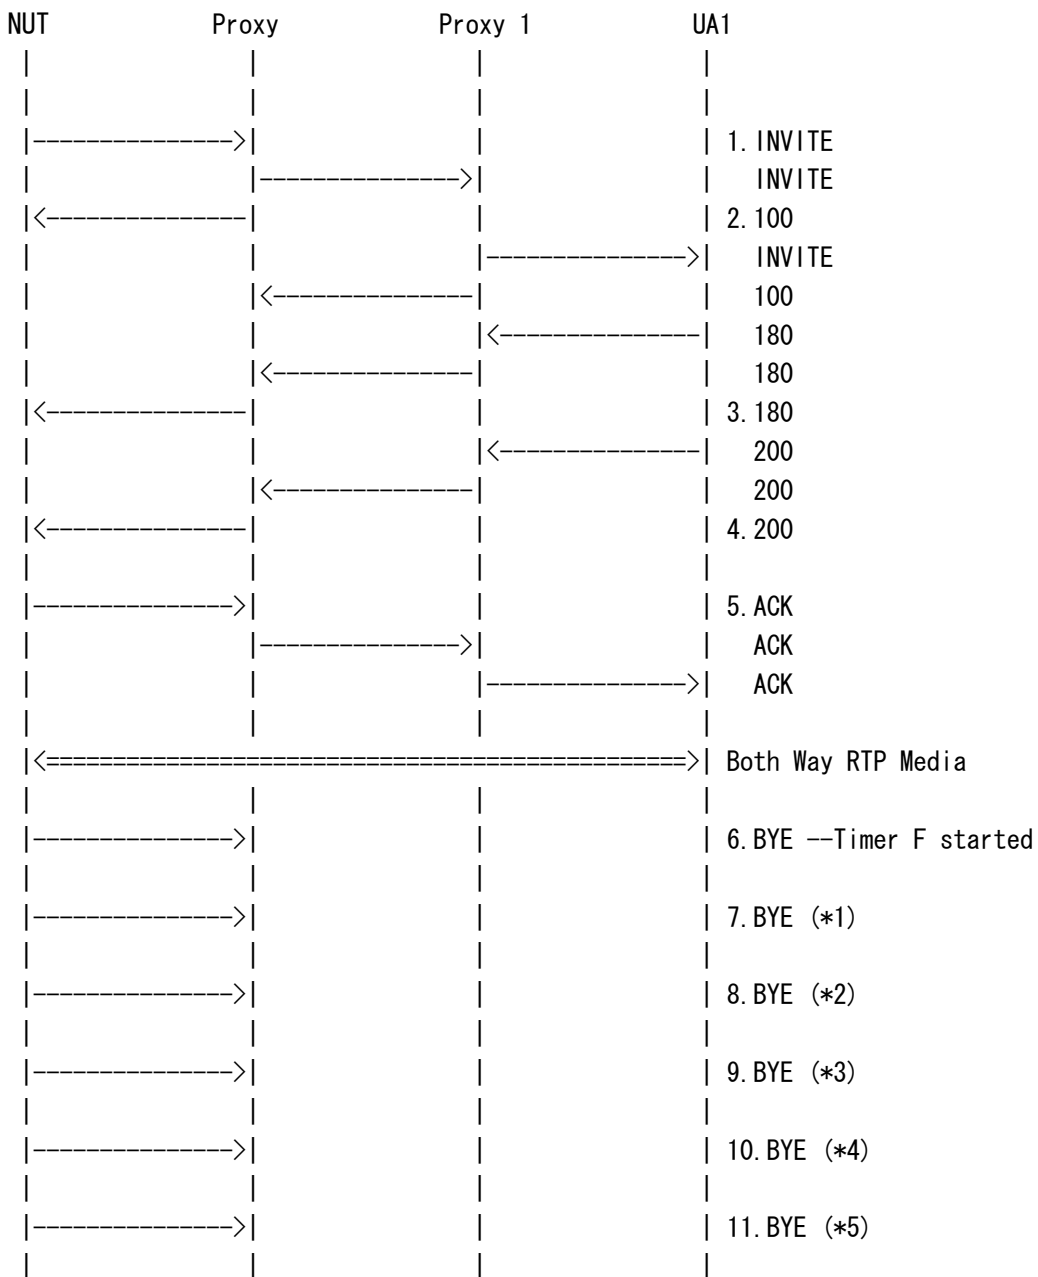 NUT Proxy Proxy 1 UA1
| | | |
| | | |
|--------------->| | | 1. INVITE
| |--------------->| | INVITE
|<---------------| | | 2. 100
| | |--------------->| INVITE
| |<---------------| | 100
| | |<---------------| 180
| |<---------------| | 180
|<---------------| | | 3. 180
| | |<---------------| 200
| |<---------------| | 200
|<---------------| | | 4. 200
| | | |
|--------------->| | | 5. ACK
| |--------------->| | ACK
| | |--------------->| ACK
| | | |
|<================================================>| Both Way RTP Media
| | | |
|--------------->| | | 6. BYE --Timer F started
| | | |
|--------------->| | | 7. BYE (*1)
| | | |
|--------------->| | | 8. BYE (*2)
| | | |
|--------------->| | | 9. BYE (*3)
| | | |
|--------------->| | | 10. BYE (*4)
| | | |
|--------------->| | | 11. BYE (*5)
| | | |